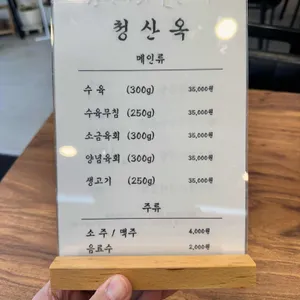 청산옥
메인류
수육 (300g) 35,000원
수육무침 (250g) 35,000원
소금육회 (300g) 35,000원
양념육회 (300g) 35,000원
생고기 (250g) 35,000원
주류
소주 / 맥주 4,000원
음료수 2,000원